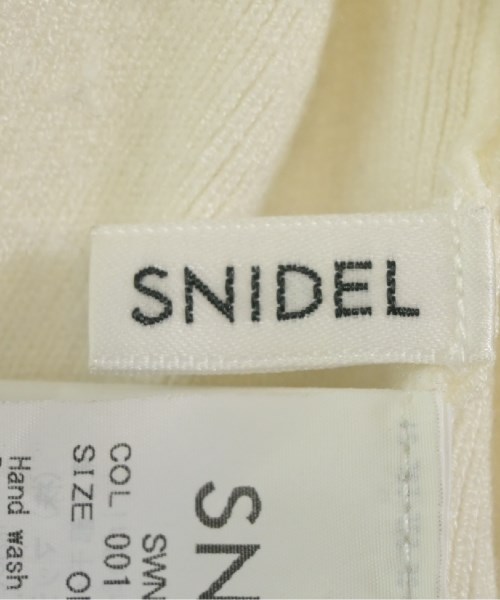 SNIDEL
SN
SWN
COL 001
SIZE
Hand wash